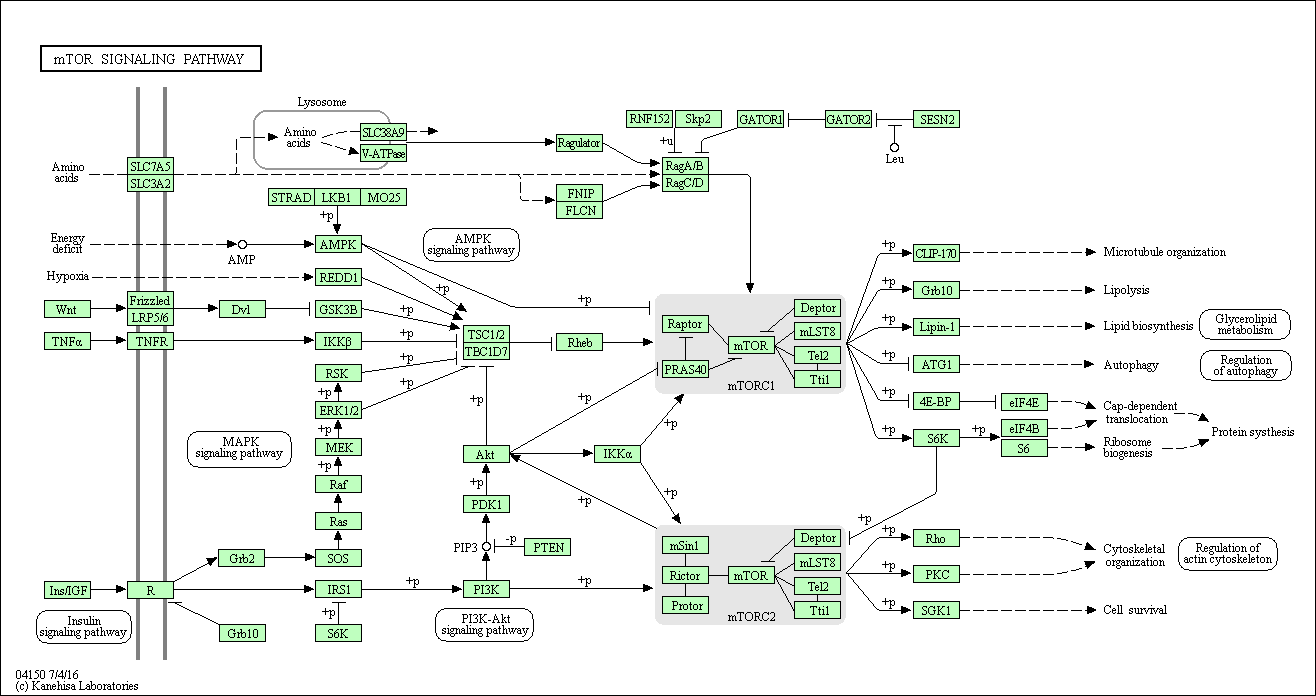 mTOR SIGNALING PATHWAY
Lysosome
Amino
acids
SLC38A9
V-ATPase
Ragulator
RNF152
Skp2
+u
GATOR1
GATOR2
SESN2
Leu
RagA/B
RagC/D
Amino
acids
SLC7A5
SLC3A2
FNIP
FLCN
STRAD
LKB1
MO25
+p
Energy
deficit
AMP
AMPK
AMPK
signaling pathway
Hypoxia
REDD1
+p
+p
Wnt
Frizzled
LRP5/6
Dvl
GSK3B
+p
TNFα
TNFR
IKKβ
+p
TSC1/2
TBC1D7
Rheb
RSK
+p
+p
ERK1/2
+p
+p
MEK
+p
Raf
Ras
MAPK
signaling pathway
Raptor
PRAS40
mTOR
Deptor
mLST8
Tel2
Tti1
mTORC1
+p
CLIP-170
Microtubule organization
+p
Grb10
Lipolysis
+p
Lipin-1
Lipid biosynthesis
Glycerolipid
metabolism
+p
ATG1
Autophagy
Regulation
of autophagy
+p
4E-BP
eIF4E
Cap-dependent
translocation
+p
S6K
+p
eIF4B
S6
Ribosome
biogenesis
Protein systhesis
+p
Akt
+p
IKKα
+p
+p
+p
+p
PDK1
PIP3
-p
PTEN
Grb2
SOS
Ins/IGF
R
IRS1
+p
PI3K
+p
Insulin
signaling pathway
Grb10
+p
S6K
PI3K-Akt
signaling pathway
mSin1
Rictor
Protor
mTOR
Deptor
mLST8
Tel2
Tti1
mTORC2
+p
+p
Rho
+p
PKC
Cytoskeletal
organization
Regulation of
actin cytoskeleton
+p
SGK1
Cell survival
04150 7/4/16
(c) Kanehisa Laboratories